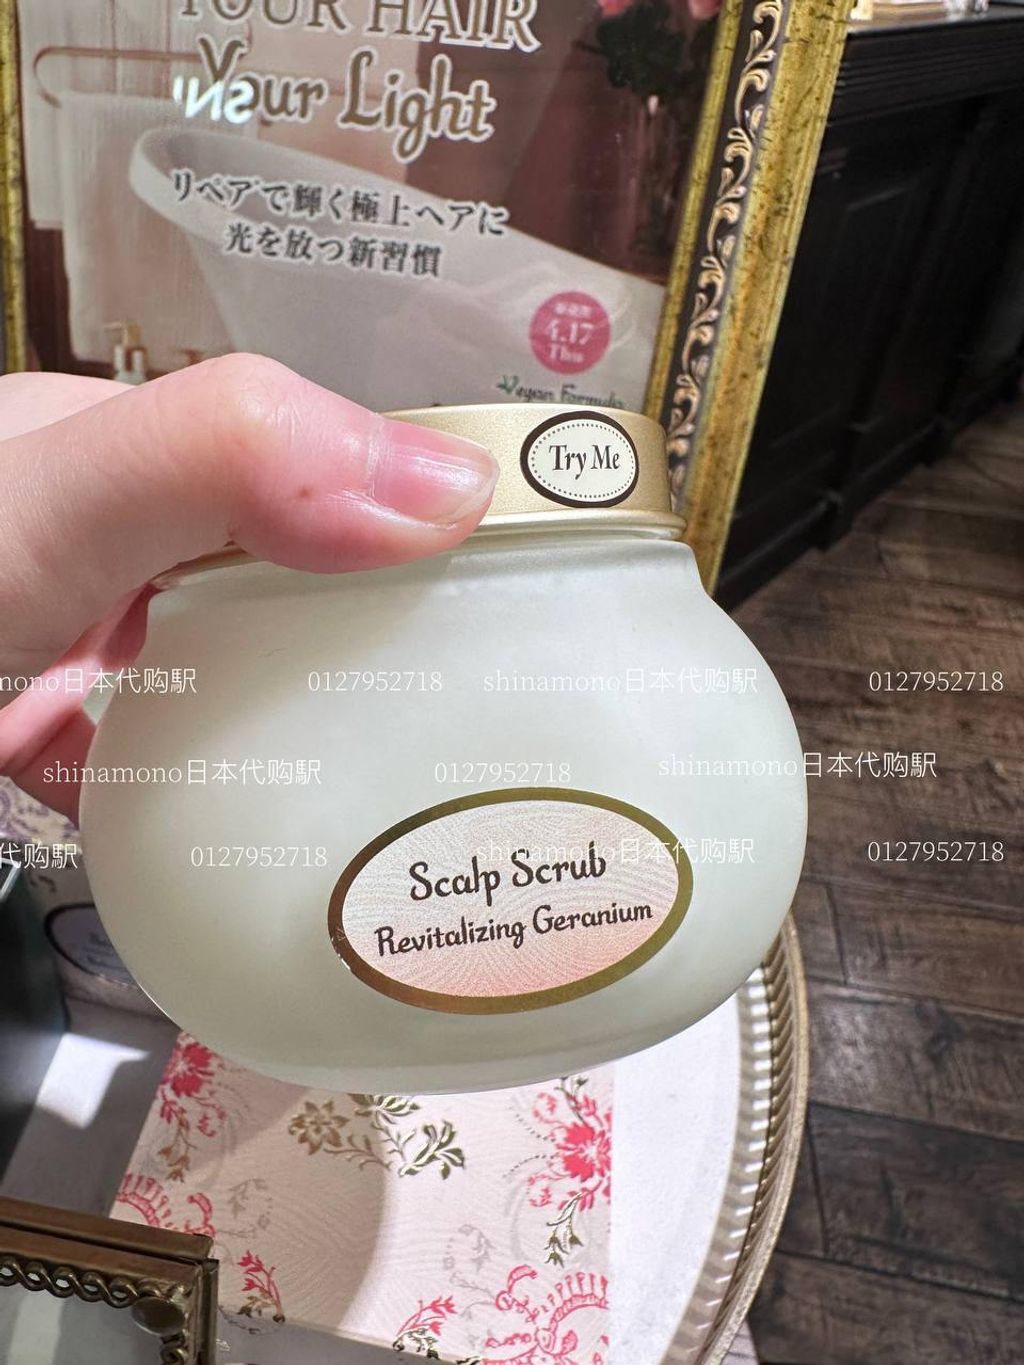 YOUR HAIR
Your Light
リペアで輝く極上ヘアに
光を放つ新習慣
新発売
4.17
Thu
Vegan Formula
Try Me
mono日本代购駅 0127952718 shinamono日本代购駅 0127952718
shinamono日本代购駅 0127952718 shinamono日本代购駅
代购駅 0127952718 shinamono日本代购駅 0127952718
Scalp Scrub
Revitalizing Geranium